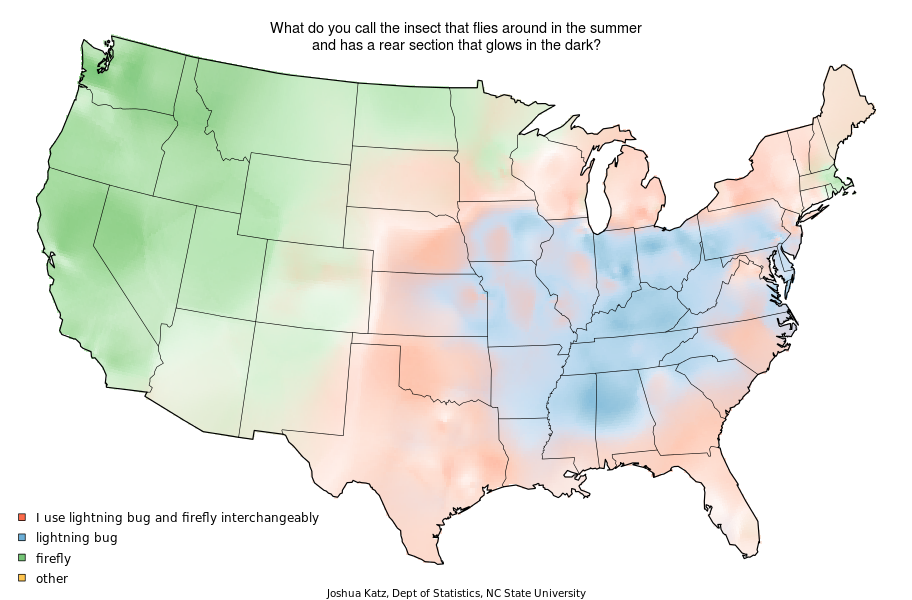 What do you call the insect that flies around in the summer
and has a rear section that glows in the dark?
I use lightning bug and firefly interchangeably
lightning bug
firefly
other
Joshua Katz, Dept of Statistics, NC State University